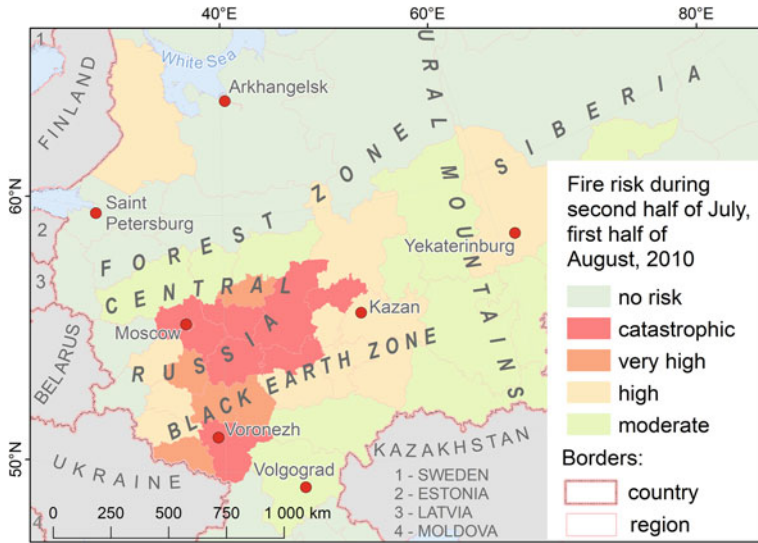 40°E 60°E 80°E
1
White Sea
Arkhangelsk
FINLAND
URAL MOUNTAINS
SIBERIA
60°N
Saint
Petersburg
FOREST ZONE
2
Yekaterinburg
3
CENTRAL
RUSSIA
Moscow
Kazan
BELARUS
BLACK EARTH ZONE
Voronezh
50°N
UKRAINE
Volgograd
KAZAKHSTAN
1 - SWEDEN
2 - ESTONIA
3 - LATVIA
4 - MOLDOVA
4
0 250 500 750 1 000 km
Fire risk during
second half of July,
first half of
August, 2010
no risk
catastrophic
very high
high
moderate
Borders:
country
region